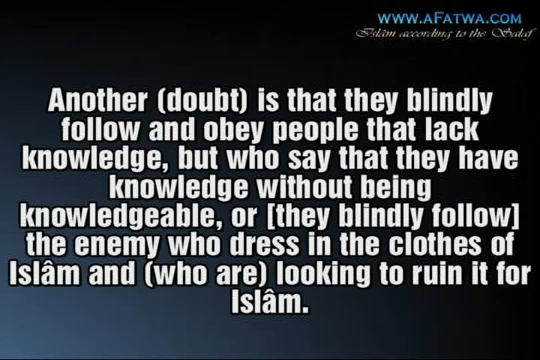 WWW.AFATWA.COM
Islâm according to the Salaf
Another (doubt) is that they blindly
follow and obey people that lack
knowledge, but who say that they have
knowledge without being
knowledgeable, or [they blindly follow]
the enemy who dress in the clothes of
Islâm and (who are) looking to ruin it for
Islâm.